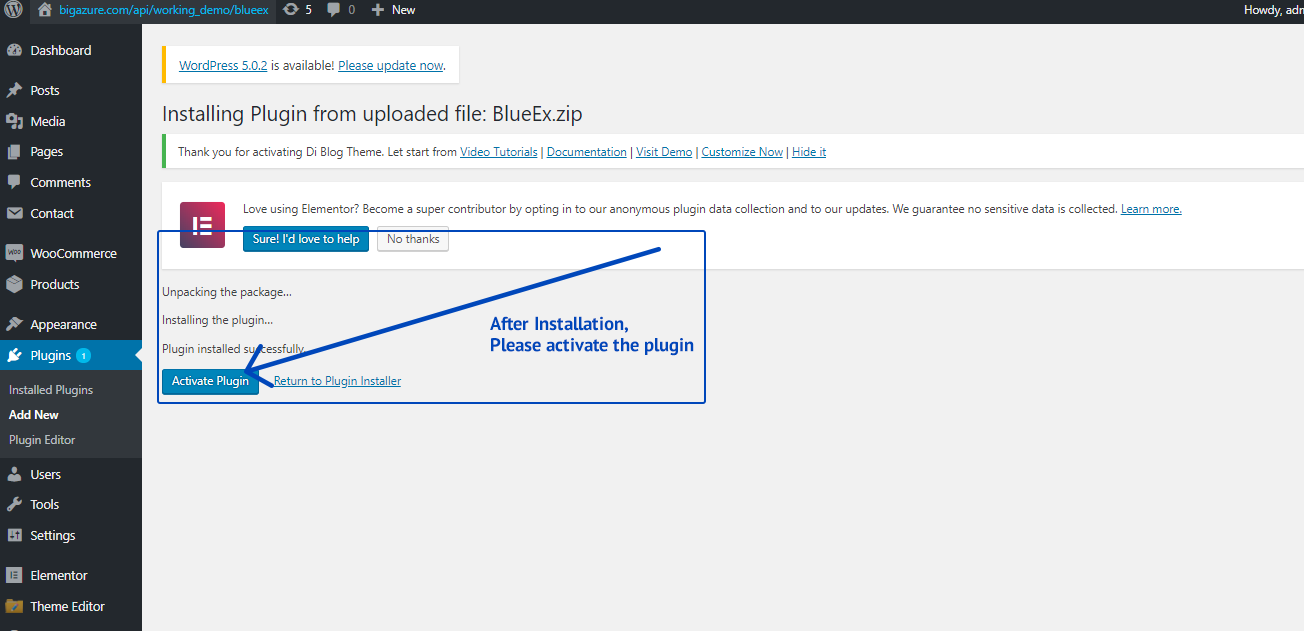 bigazure.com/api/working_demo/blueex 5 0 New Howdy, adm
Dashboard
Posts
Media
Pages
Comments
Contact
WooCommerce
Products
Appearance
Plugins 1
Installed Plugins
Add New
Plugin Editor
Users
Tools
Settings
Elementor
Theme Editor
WordPress 5.0.2 is available! Please update now.
Installing Plugin from uploaded file: BlueEx.zip
Thank you for activating Di Blog Theme. Let start from Video Tutorials | Documentation | Visit Demo | Customize Now | Hide it
Love using Elementor? Become a super contributor by opting in to our anonymous plugin data collection and to our updates. We guarantee no sensitive data is collected. Learn more.
Sure! I'd love to help No thanks
Unpacking the package...
Installing the plugin...
Plugin installed successfully.
After Installation,
Please activate the plugin
Activate Plugin Return to Plugin Installer